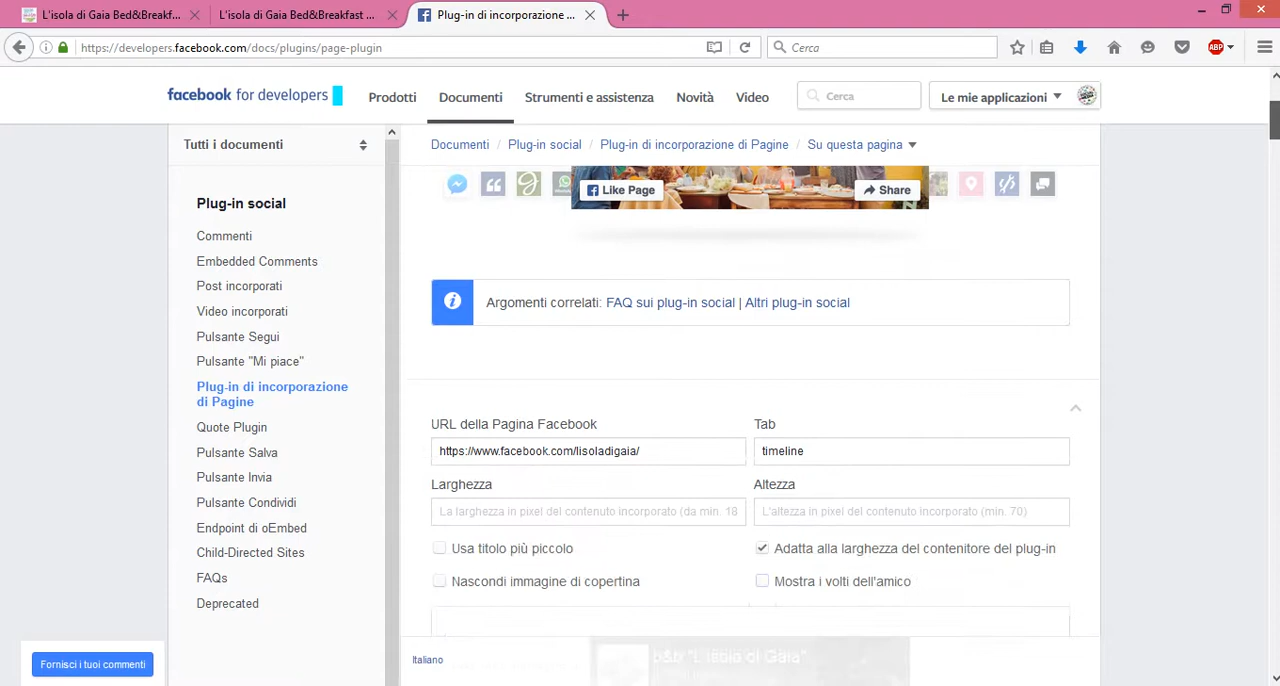 L'isola di Gaia Bed&Breakf...
L'isola di Gaia Bed&Breakfast ...
Plug-in di incorporazione ...
https://developers.facebook.com/docs/plugins/page-plugin
Cerca
ABP
facebook for developers
Prodotti
Documenti
Strumenti e assistenza
Novità
Video
Cerca
Le mie applicazioni
Tutti i documenti
Documenti / Plug-in social / Plug-in di incorporazione di Pagine / Su questa pagina
Like Page
Share
Plug-in social
Commenti
Embedded Comments
Post incorporati
Video incorporati
Pulsante Segui
Pulsante "Mi piace"
Plug-in di incorporazione
di Pagine
Quote Plugin
Pulsante Salva
Pulsante Invia
Pulsante Condividi
Endpoint di oEmbed
Child-Directed Sites
FAQs
Deprecated
Argomenti correlati: FAQ sui plug-in social | Altri plug-in social
URL della Pagina Facebook
Tab
https://www.facebook.com/lisoladigaia/
timeline
Larghezza
Altezza
La larghezza in pixel del contenuto incorporato (da min. 18
L'altezza in pixel del contenuto incorporato (min. 70)
Usa titolo più piccolo
Adatta alla larghezza del contenitore del plug-in
Nascondi immagine di copertina
Mostra i volti dell'amico
Fornisci i tuoi commenti
Italiano
b&b "L'isola di Gaia"